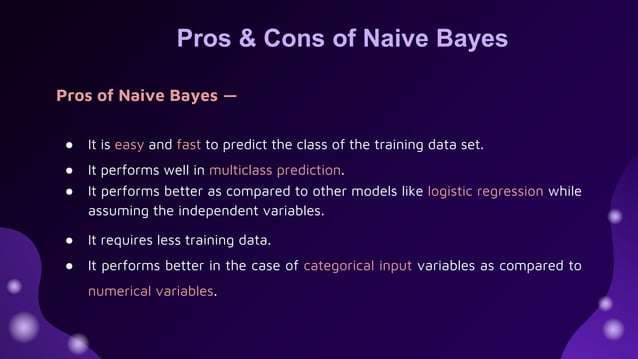 Pros & Cons of Naive Bayes
Pros of Naive Bayes —
● It is easy and fast to predict the class of the training data set.
● It performs well in multiclass prediction.
● It performs better as compared to other models like logistic regression while
assuming the independent variables.
● It requires less training data.
● It performs better in the case of categorical input variables as compared to
numerical variables.